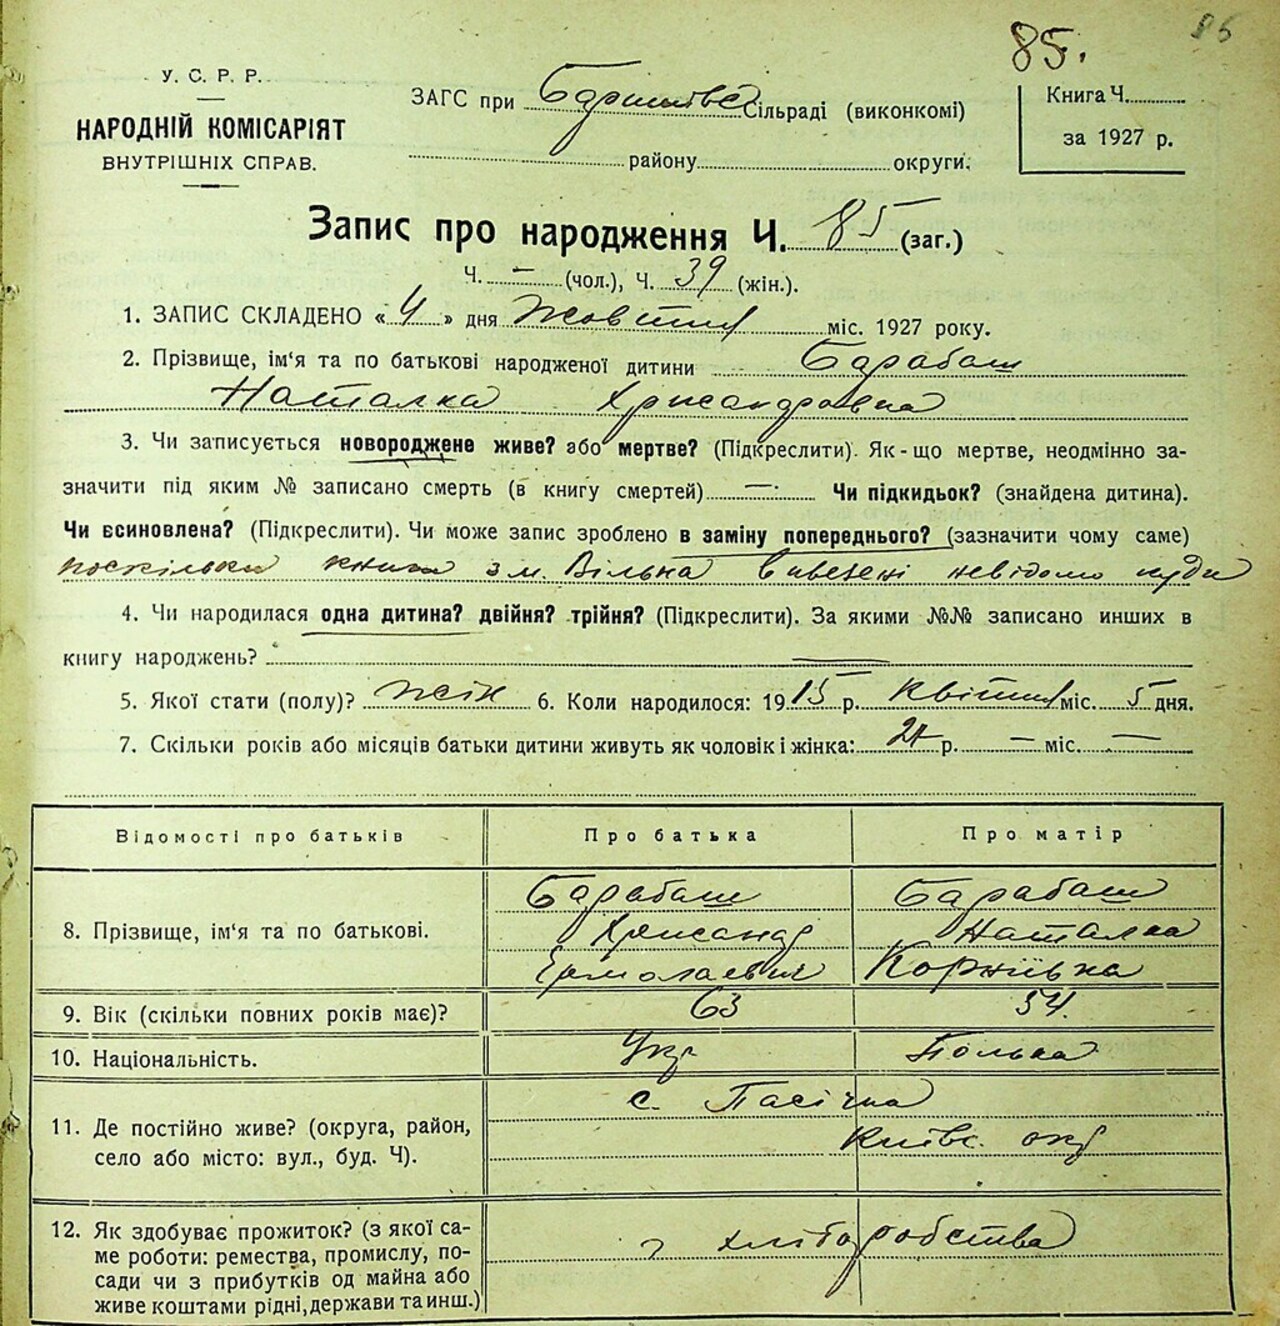 85
85.
У. С. Р. Р.
НАРОДНІЙ КОМІСАРІЯТ
ВНУТРІШНІХ СПРАВ.
ЗАГС при Баришівс Сільраді (виконкомі)
району округи.
Книга Ч.
за 1927 р.
Запис про народження Ч. 85 (заг.)
Ч. — (чол.), Ч. 39 (жін.).
1. ЗАПИС СКЛАДЕНО «4» дня Жовтня міс. 1927 року.
2. Прізвище, ім'я та по батькові народженої дитини Барабаш
Наталка Хрисандровна
3. Чи записується новороджене живе? або мертве? (Підкреслити). Як-що мертве, неодмінно за-
значити під яким № записано смерть (в книгу смертей) — Чи підкидьок? (знайдена дитина).
Чи всиновлена? (Підкреслити). Чи може запис зроблено в заміну попереднього? (зазначити чому саме)
поскільки книги з м. Вільна вивезені невідомо куди
4. Чи народилася одна дитина? двійня? трійня? (Підкреслити). За якими №№ записано инших в
книгу народжень? —
5. Якої стати (полу)? жін 6. Коли народилося: 1915 р. Квітня міс. 5 дня.
7. Скільки років або місяців батьки дитини живуть як чоловік і жінка: р. — міс. —
Відомості про батьків Про батька Про матір
8. Прізвище, ім'я та по батькові.
Барабаш Хрисанд Ермолаевич
Барабаш Наталка Корніївна
9. Вік (скільки повних років має)? 63 54.
10. Національність. Укр Полька
11. Де постійно живе? (округа, район,
село або місто: вул., буд. Ч).
с. Пасічна
Київс. окр
12. Як здобуває прожиток? (з якої са-
ме роботи: ремества, промислу, по-
сади чи з прибутків од майна або
живе коштами рідні, держави та инш.)
з хліборобства